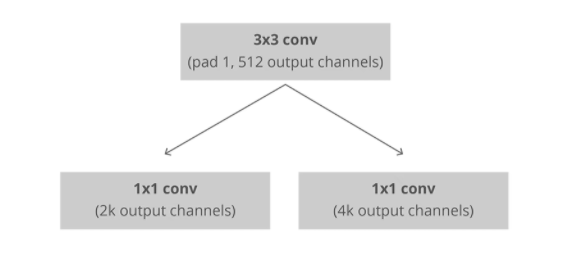 3x3 conv
(pad 1, 512 output channels)
1x1 conv
(2k output channels)
1x1 conv
(4k output channels)